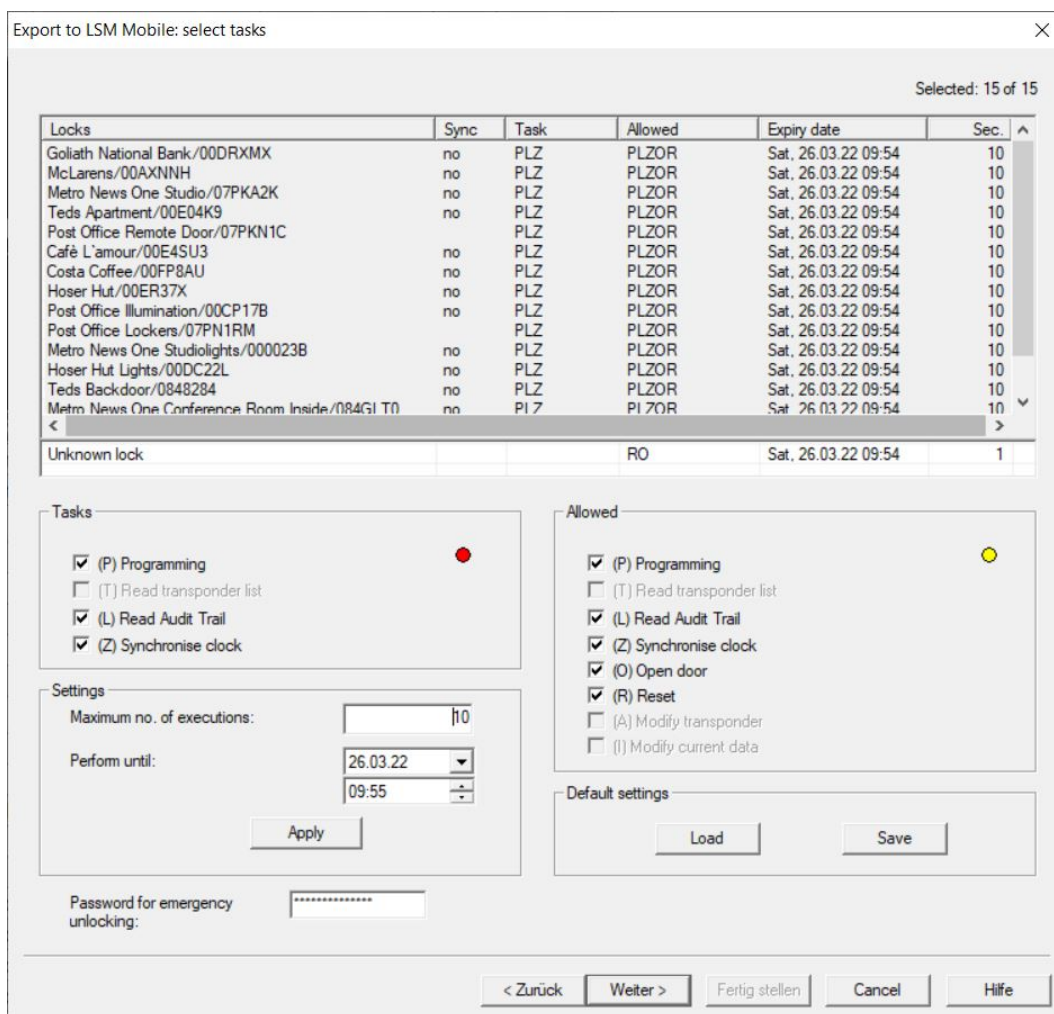 Export to LSM Mobile: select tasks
Selected: 15 of 15
Locks Sync Task Allowed Expiry date Sec.
Goliath National Bank/00DRXMX no PLZ PLZOR Sat, 26.03.22 09:54 10
McLarens/00AXNNH no PLZ PLZOR Sat, 26.03.22 09:54 10
Metro News One Studio/07PKA2K no PLZ PLZOR Sat, 26.03.22 09:54 10
Teds Apartment/00E04K9 no PLZ PLZOR Sat, 26.03.22 09:54 10
Post Office Remote Door/07PKN1C PLZ PLZOR Sat, 26.03.22 09:54 10
Cafè L`amour/00E4SU3 no PLZ PLZOR Sat, 26.03.22 09:54 10
Costa Coffee/00FP8AU no PLZ PLZOR Sat, 26.03.22 09:54 10
Hoser Hut/00ER37X no PLZ PLZOR Sat, 26.03.22 09:54 10
Post Office Illumination/00CP17B no PLZ PLZOR Sat, 26.03.22 09:54 10
Post Office Lockers/07PN1RM PLZ PLZOR Sat, 26.03.22 09:54 10
Metro News One Studiolights/000023B no PLZ PLZOR Sat, 26.03.22 09:54 10
Hoser Hut Lights/00DC22L no PLZ PLZOR Sat, 26.03.22 09:54 10
Teds Backdoor/0848284 no PLZ PLZOR Sat, 26.03.22 09:54 10
Metro News One Conference Room Inside/084GLT0 no PLZ PLZOR Sat, 26.03.22 09:54 10
Unknown lock RO Sat, 26.03.22 09:54 1
Tasks
(P) Programming
(T) Read transponder list
(L) Read Audit Trail
(Z) Synchronise clock
Allowed
(P) Programming
(T) Read transponder list
(L) Read Audit Trail
(Z) Synchronise clock
(O) Open door
(R) Reset
(A) Modify transponder
(I) Modify current data
Settings
Maximum no. of executions: 10
Perform until: 26.03.22
09:55
Apply
Default settings
Load Save
Password for emergency
unlocking: **************
< Zurück Weiter > Fertig stellen Cancel Hilfe